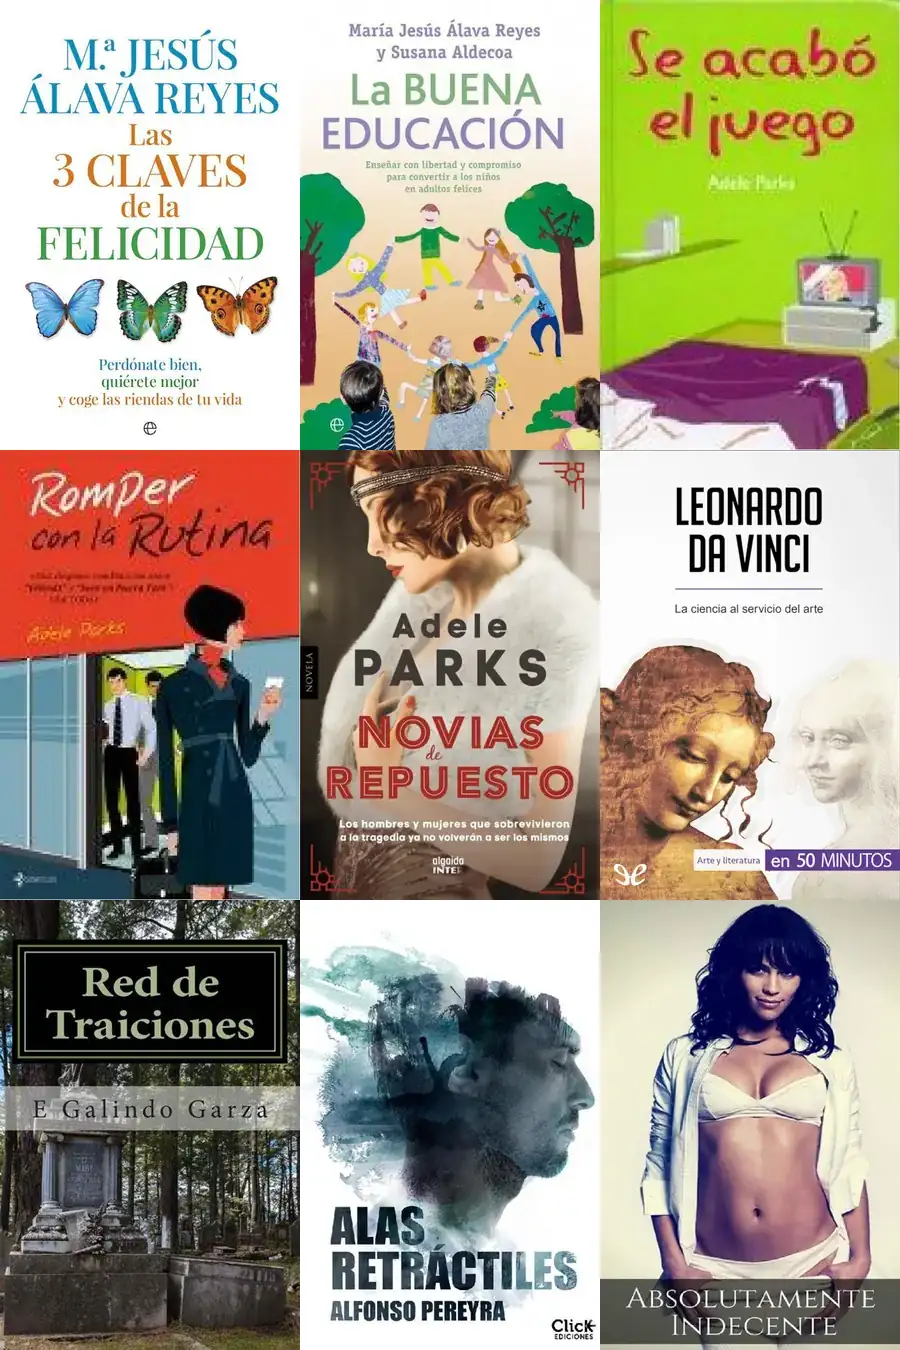 M.ª JESÚS
ÁLAVA REYES
Las
3 CLAVES
de la
FELICIDAD
Perdónate bien,
quiérete mejor
y coge las riendas de tu vida
María Jesús Álava Reyes
y Susana Aldecoa
La BUENA
EDUCACIÓN
Enseñar con libertad y compromiso
para convertir a los niños
en adultos felices
Se acabó
el juego
Adele Parks
Romper
con la Rutina
Adele Parks
Adele
PARKS
NOVELA
NOVIAS
de
REPUESTO
Los hombres y mujeres que sobrevivieron
a la tragedia ya no volverán a ser los mismos
algaida
INTER
LEONARDO
DA VINCI
La ciencia al servicio del arte
Arte y literatura en 50 MINUTOS
Red de
Traiciones
E Galindo Garza
ALAS
RETRÁCTILES
ALFONSO PEREYRA
Click
EDICIONES
ABSOLUTAMENTE
INDECENTE